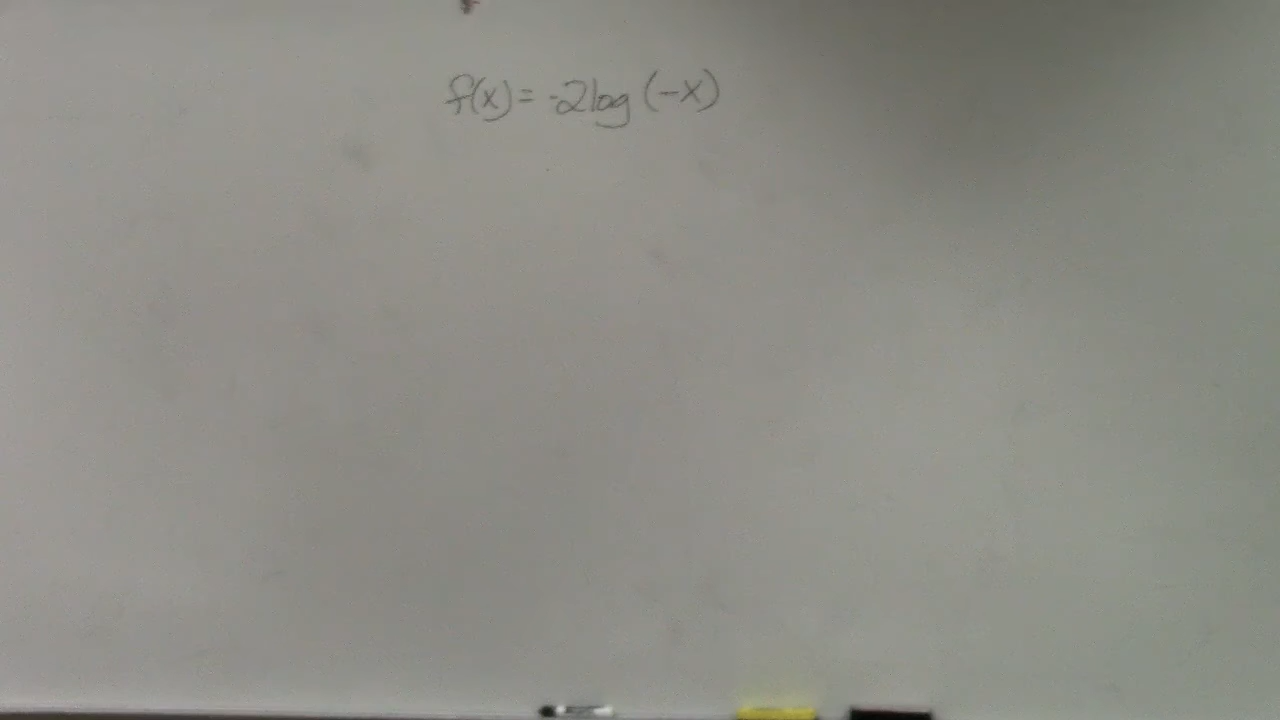 f(x) = -2log(-x)